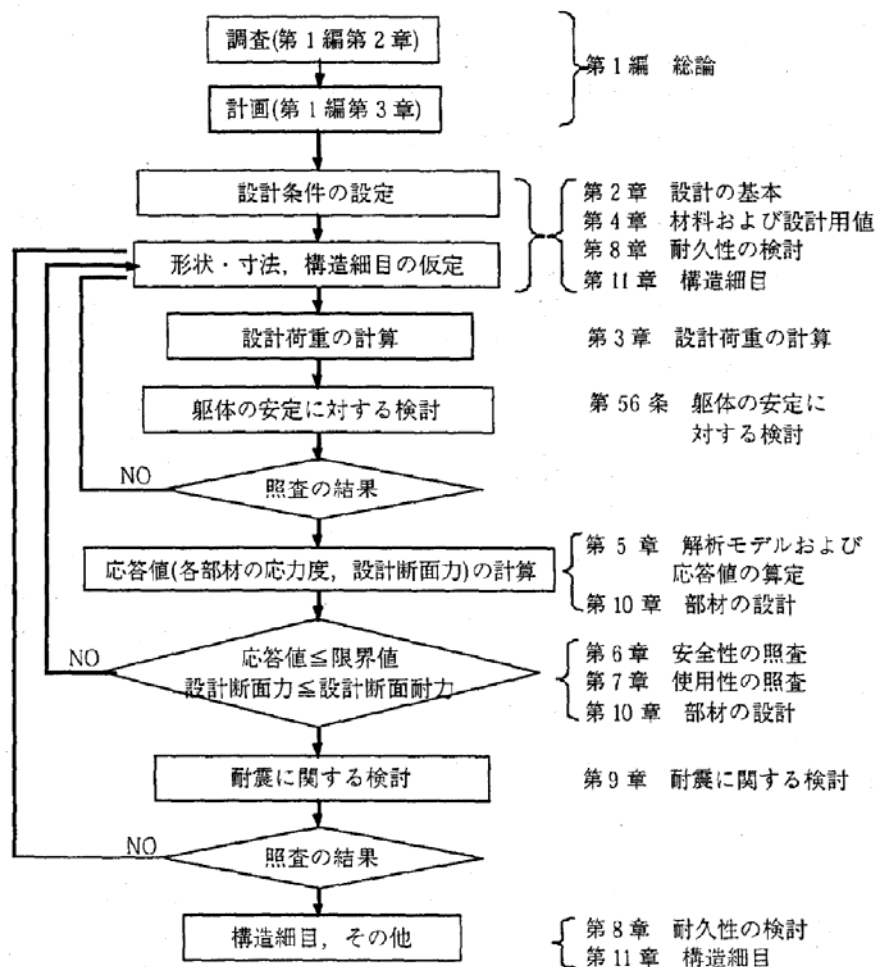 調査(第1編第2章)
第1編 総論
計画(第1編第3章)
設計条件の設定
第2章 設計の基本
第4章 材料および設計用値
形状・寸法，構造細目の仮定
第8章 耐久性の検討
第11章 構造細目
設計荷重の計算
第3章 設計荷重の計算
躯体の安定に対する検討
第56条 躯体の安定に
対する検討
NO
照査の結果
応答値(各部材の応力度，設計断面力)の計算
第5章 解析モデルおよび
応答値の算定
第10章 部材の設計
NO
応答値≦限界値
設計断面力≦設計断面耐力
第6章 安全性の照査
第7章 使用性の照査
第10章 部材の設計
耐震に関する検討
第9章 耐震に関する検討
NO
照査の結果
構造細目，その他
第8章 耐久性の検討
第11章 構造細目